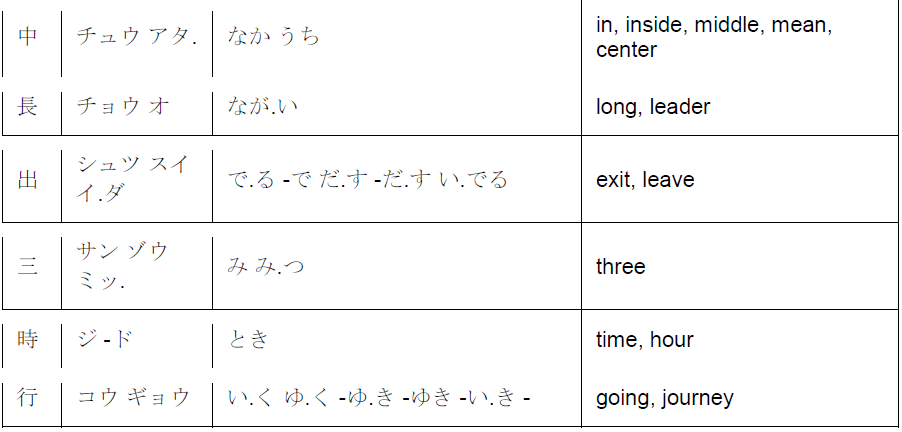 中 チュウ アタ. なか うち in, inside, middle, mean,
center
長 チョウ オ なが.い long, leader
出 シュツ スイ で.る -で だ.す -だ.す い.でる exit, leave
イ.ダ
三 サン ゾウ み み.つ three
ミッ.
時 ジ -ド とき time, hour
行 コウ ギョウ い.く ゆ.く -ゆ.き -ゆき -い.き - going, journey